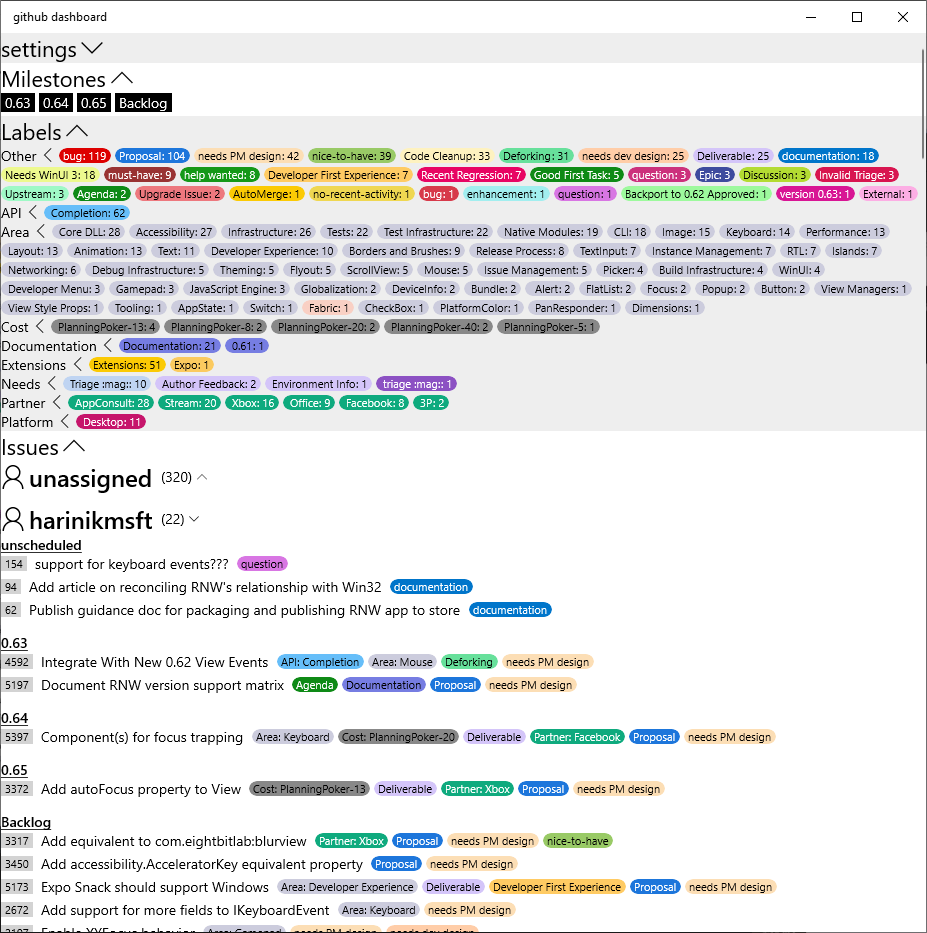 github dashboard
settings
Milestones
0.63 0.64 0.65 Backlog
Labels
Other bug: 119 Proposal: 104 needs PM design: 42 nice-to-have: 39 Code Cleanup: 33 Deforking: 31 needs dev design: 25 Deliverable: 25 documentation: 18
Needs WinUI 3: 18 must-have: 9 help wanted: 8 Developer First Experience: 7 Recent Regression: 7 Good First Task: 5 question: 3 Epic: 3 Discussion: 3 Invalid Triage: 3
Upstream: 3 Agenda: 2 Upgrade Issue: 2 AutoMerge: 1 no-recent-activity: 1 bug: 1 enhancement: 1 question: 1 Backport to 0.62 Approved: 1 version 0.63: 1 External: 1
API Completion: 62
Area Core DLL: 28 Accessibility: 27 Infrastructure: 26 Tests: 22 Test Infrastructure: 22 Native Modules: 19 CLI: 18 Image: 15 Keyboard: 14 Performance: 13
Layout: 13 Animation: 13 Text: 11 Developer Experience: 10 Borders and Brushes: 9 Release Process: 8 TextInput: 7 Instance Management: 7 RTL: 7 Islands: 7
Networking: 6 Debug Infrastructure: 5 Theming: 5 Flyout: 5 ScrollView: 5 Mouse: 5 Issue Management: 5 Picker: 4 Build Infrastructure: 4 WinUI: 4
Developer Menu: 3 Gamepad: 3 JavaScript Engine: 3 Globalization: 2 DeviceInfo: 2 Bundle: 2 Alert: 2 FlatList: 2 Focus: 2 Popup: 2 Button: 2 View Managers: 1
View Style Props: 1 Tooling: 1 AppState: 1 Switch: 1 Fabric: 1 CheckBox: 1 PlatformColor: 1 PanResponder: 1 Dimensions: 1
Cost PlanningPoker-13: 4 PlanningPoker-8: 2 PlanningPoker-20: 2 PlanningPoker-40: 2 PlanningPoker-5: 1
Documentation Documentation: 21 0.61: 1
Extensions Extensions: 51 Expo: 1
Needs Triage :mag:: 10 Author Feedback: 2 Environment Info: 1 triage :mag:: 1
Partner AppConsult: 28 Stream: 20 Xbox: 16 Office: 9 Facebook: 8 3P: 2
Platform Desktop: 11
Issues
unassigned (320)
harinikmsft (22)
unscheduled
154 support for keyboard events??? question
94 Add article on reconciling RNW's relationship with Win32 documentation
62 Publish guidance doc for packaging and publishing RNW app to store documentation
0.63
4592 Integrate With New 0.62 View Events API: Completion Area: Mouse Deforking needs PM design
5197 Document RNW version support matrix Agenda Documentation Proposal needs PM design
0.64
5397 Component(s) for focus trapping Area: Keyboard Cost: PlanningPoker-20 Deliverable Partner: Facebook Proposal needs PM design
0.65
3372 Add autoFocus property to View Cost: PlanningPoker-13 Deliverable Partner: Xbox Proposal needs PM design
Backlog
3317 Add equivalent to com.eightbitlab:blurview Partner: Xbox Proposal needs PM design nice-to-have
3450 Add accessibility.AcceleratorKey equivalent property Proposal needs PM design
5173 Expo Snack should support Windows Area: Developer Experience Deliverable Developer First Experience Proposal needs PM design
2672 Add support for more fields to IKeyboardEvent Area: Keyboard needs PM design